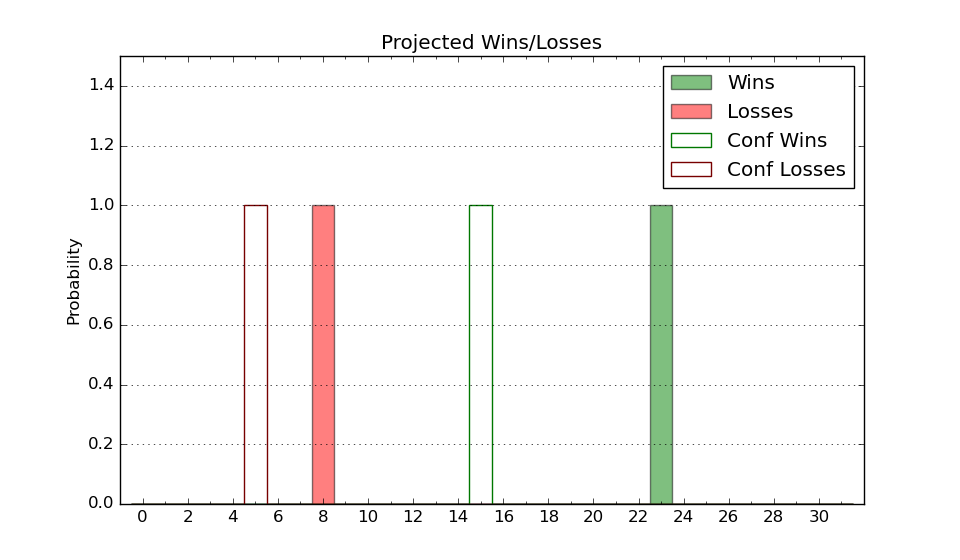 Projected Wins/Losses
1.4
1.2
1.0
0.8
0.6
0.4
0.2
0.0
Probability
Wins
Losses
Conf Wins
Conf Losses
0 2 4 6 8 10 12 14 16 18 20 22 24 26 28 30